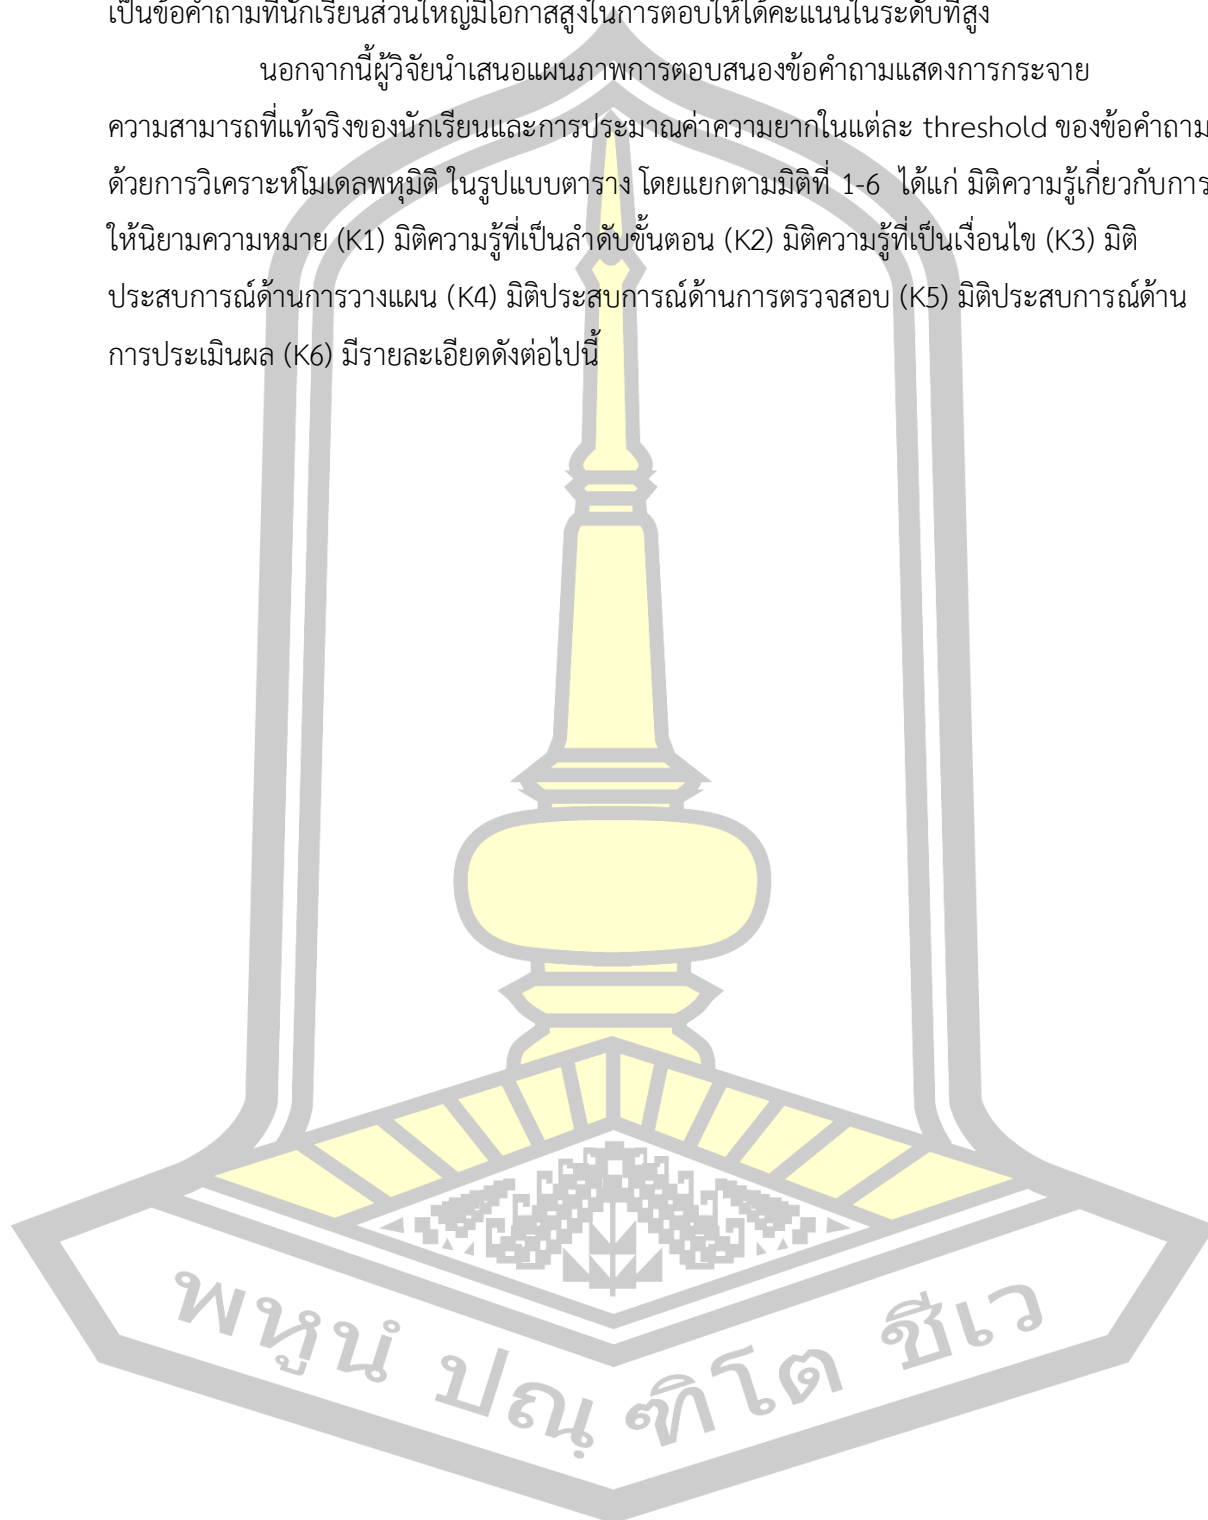 เป็นข้อคำถามที่นักเรียนส่วนใหญ่มีโอกาสสูงในการตอบให้ได้คะแนนในระดับที่สูง
นอกจากนี้ผู้วิจัยนำเสนอแผนภาพการตอบสนองข้อคำถามแสดงการกระจาย
ความสามารถที่แท้จริงของนักเรียนและการประมาณค่าความยากในแต่ละ threshold ของข้อคำถาม
ด้วยการวิเคราะห์โมเดลพหุมิติ ในรูปแบบตาราง โดยแยกตามมิติที่ 1-6 ได้แก่ มิติความรู้เกี่ยวกับการ
ให้นิยามความหมาย (K1) มิติความรู้ที่เป็นลำดับขั้นตอน (K2) มิติความรู้ที่เป็นเงื่อนไข (K3) มิติ
ประสบการณ์ด้านการวางแผน (K4) มิติประสบการณ์ด้านการตรวจสอบ (K5) มิติประสบการณ์ด้าน
การประเมินผล (K6) มีรายละเอียดดังต่อไปนี้
พหูนํ ปณฺฑิโต ชีเว